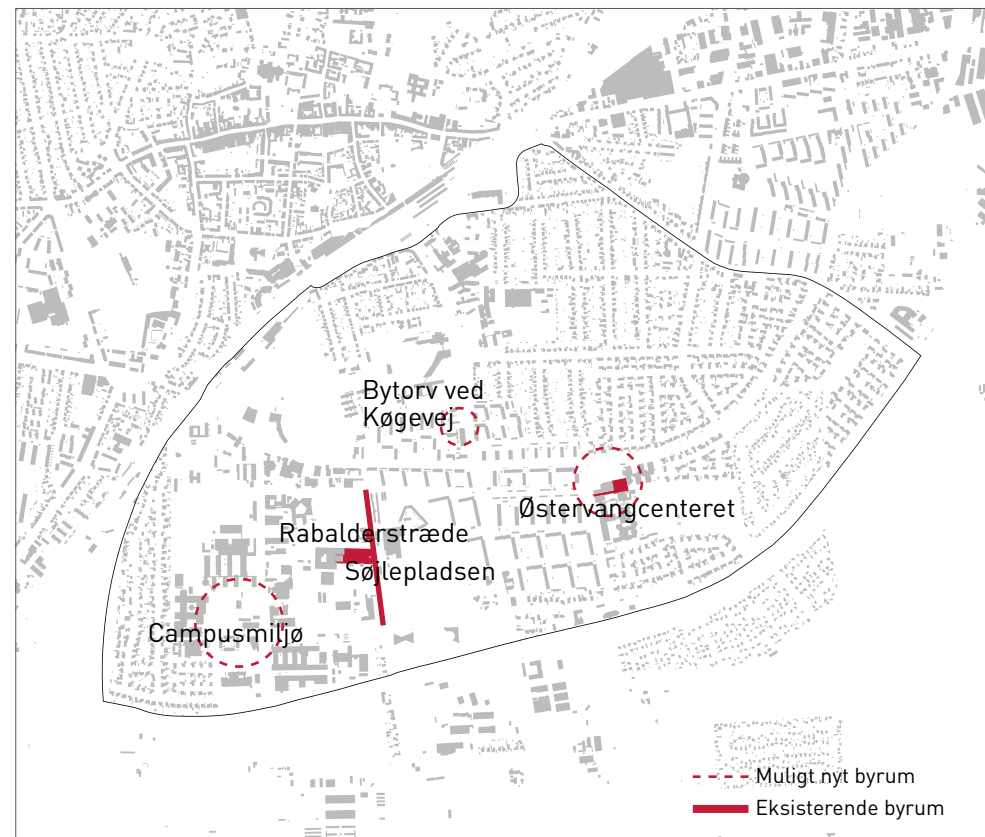 Bytorv ved
Køgevej
Østervangcenteret
Rabalderstræde
Søjlepladsen
Campusmiljø
Muligt nyt byrum
Eksisterende byrum